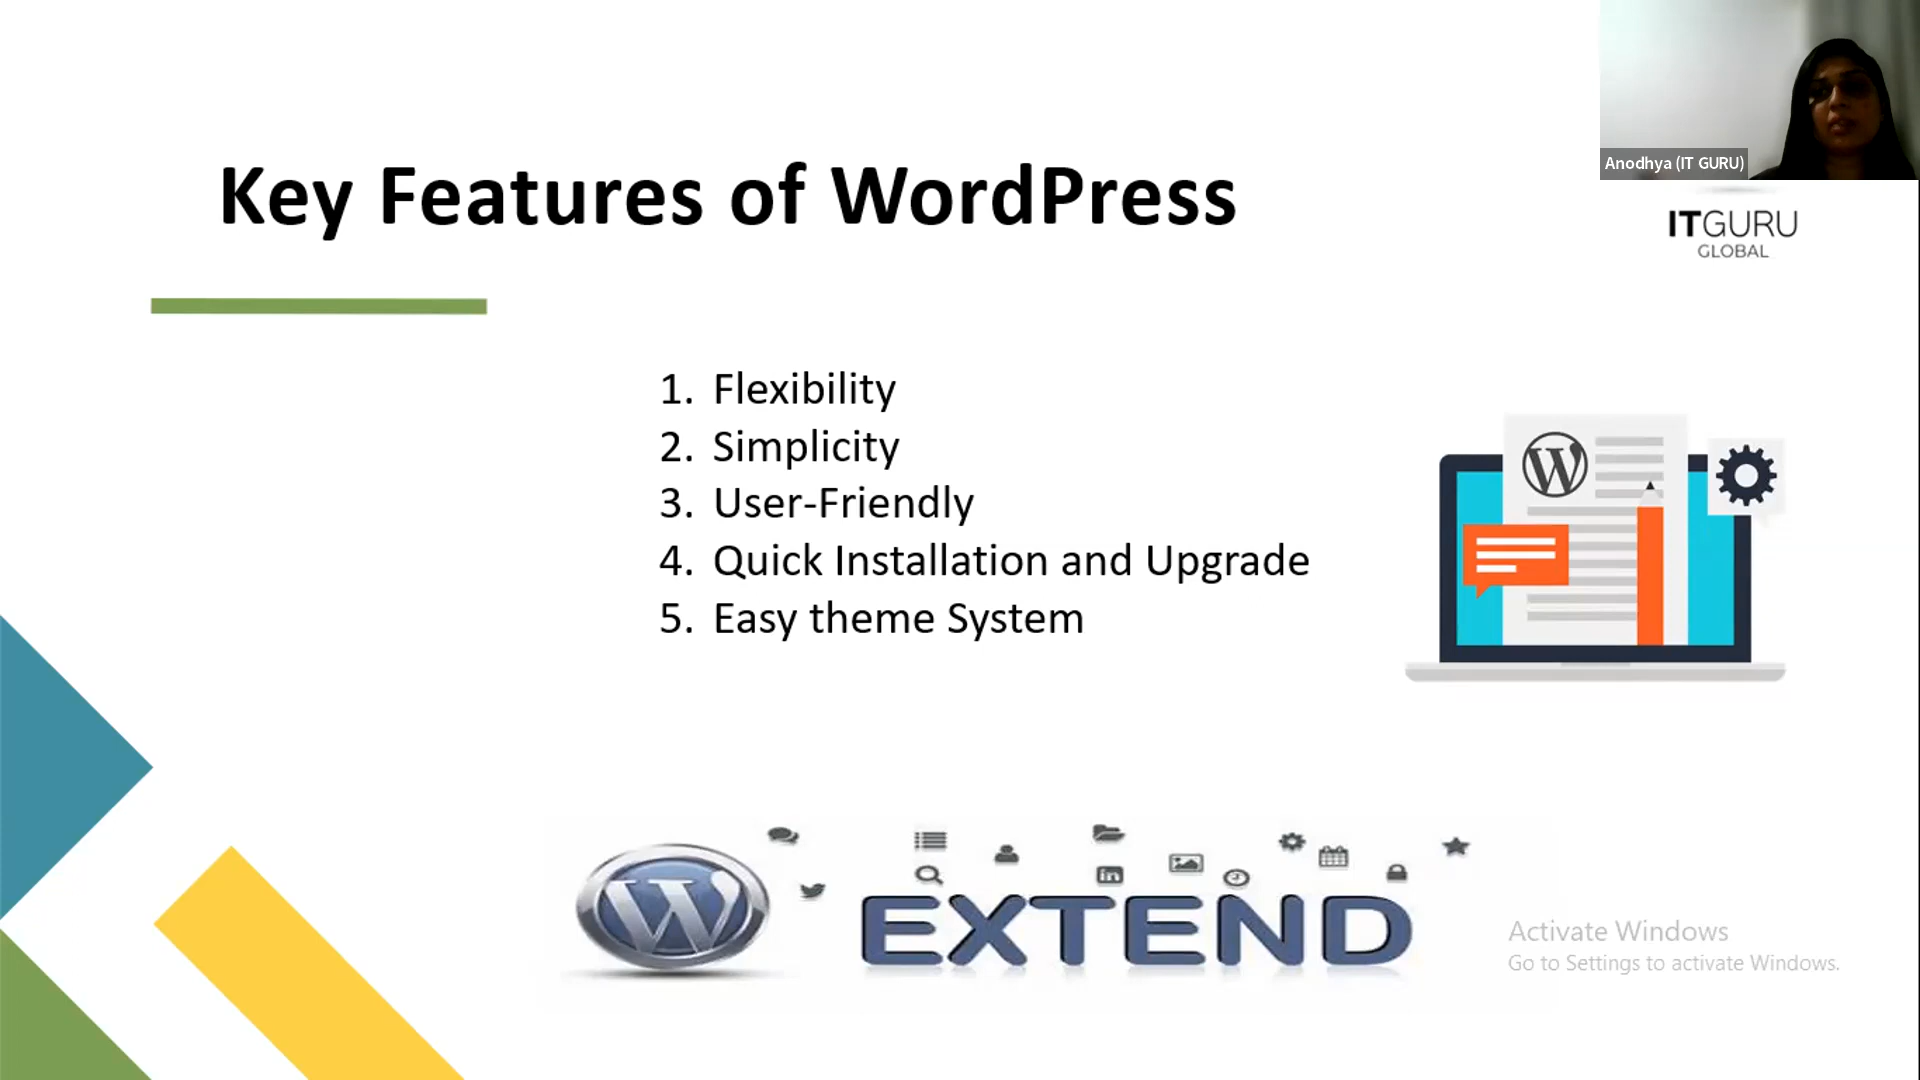 Key Features of WordPress
Anodhya (IT GURU)
ITGURU
GLOBAL
1. Flexibility
2. Simplicity
3. User-Friendly
4. Quick Installation and Upgrade
5. Easy theme System
W
W
in
EXTEND
Activate Windows
Go to Settings to activate Windows.